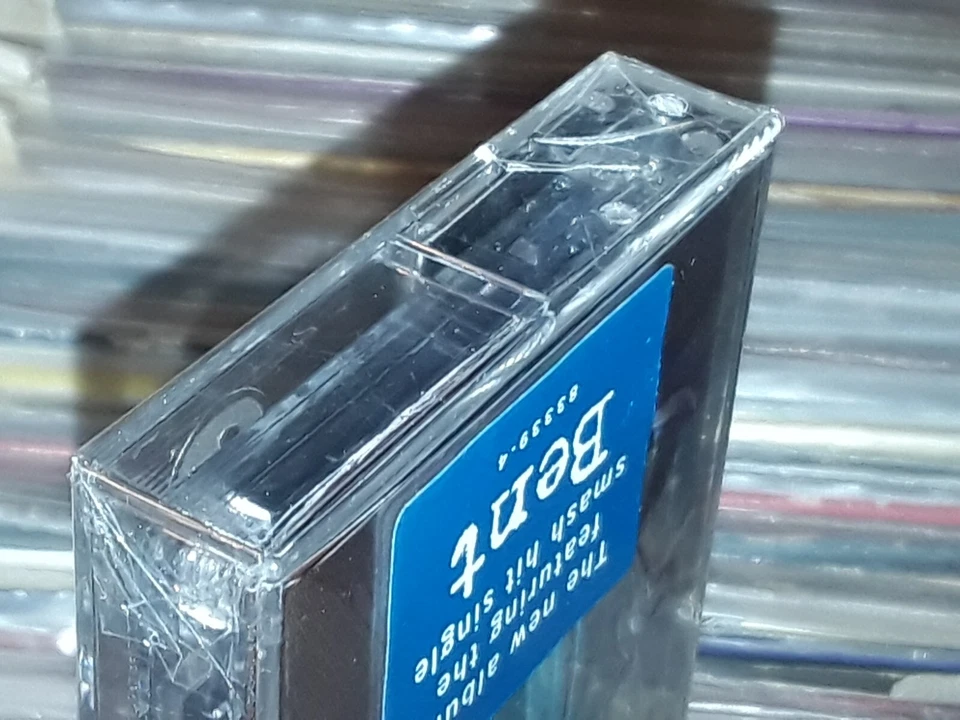 The new albu
featuring the
smash hit single
Bent
83339-4